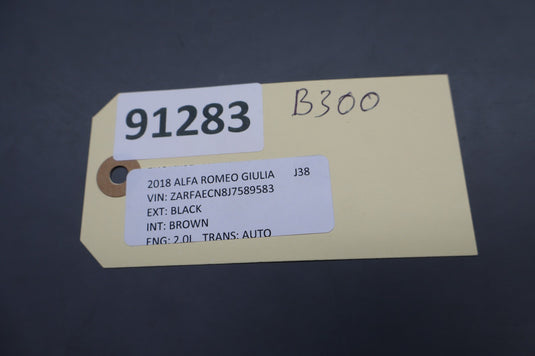 91283
B300
2018 ALFA ROMEO GIULIA J38
VIN: ZARFAECN8J7589583
EXT: BLACK
INT: BROWN
ENG: 2.0L TRANS: AUTO